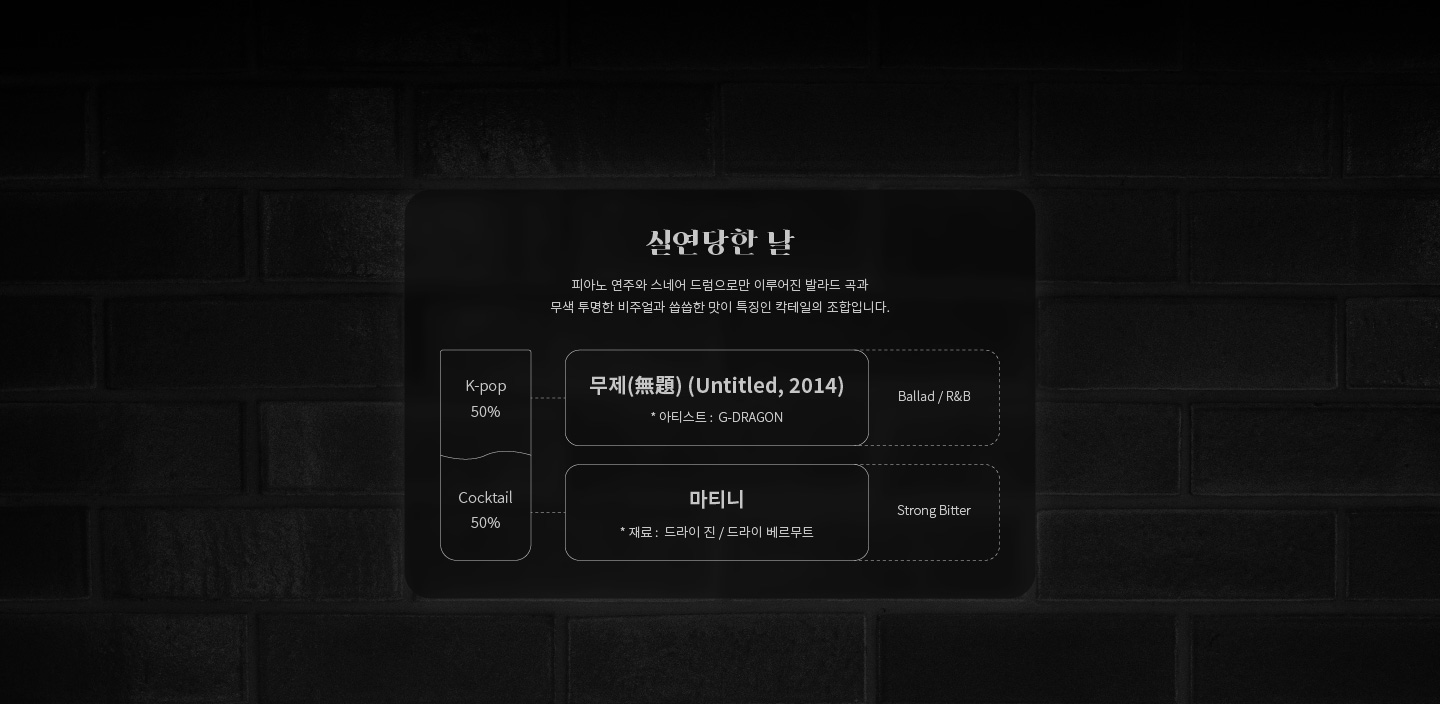 실연당한 날
피아노 연주와 스네어 드럼으로만 이루어진 발라드 곡과
무색 투명한 비주얼과 씁씁한 맛이 특징인 칵테일의 조합입니다.
K-pop
50%
무제(無題) (Untitled, 2014)
* 아티스트 : G-DRAGON
Ballad / R&B
Cocktail
50%
마티니
* 재료 : 드라이 진 / 드라이 베르무트
Strong Bitter